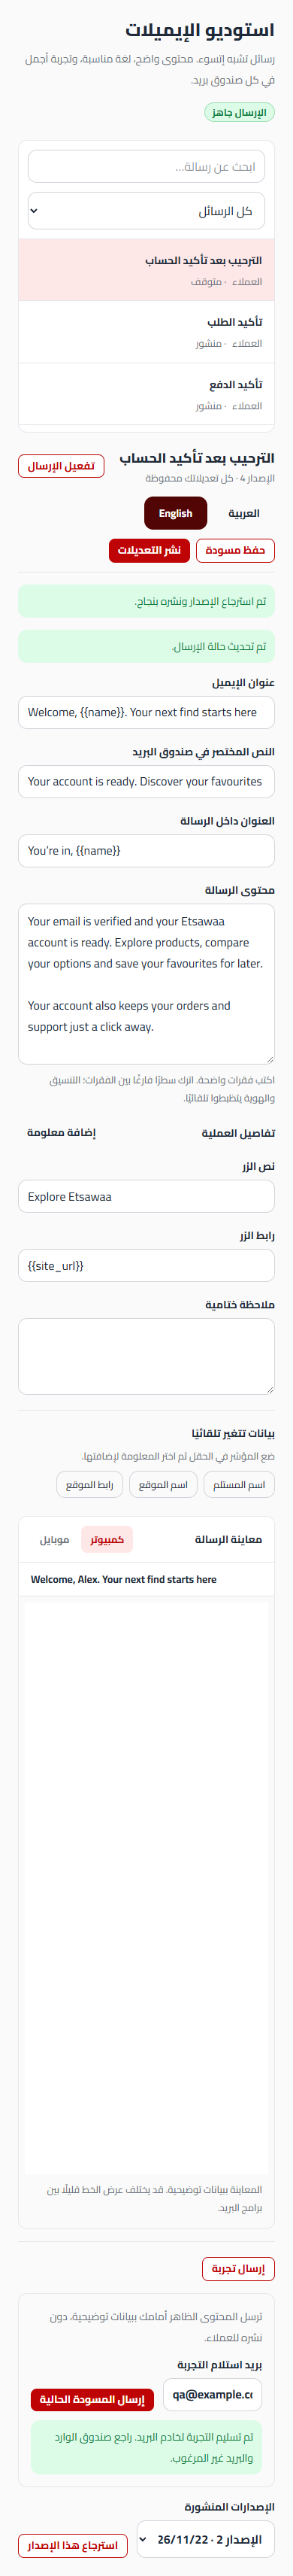 استوديو الإيميلات
رسائل تشبه إتسوء. محتوى واضح، لغة مناسبة، وتجربة أجمل
في كل صندوق بريد.
الإرسال جاهز
ابحث عن رسالة...
كل الرسائل
الترحيب بعد تأكيد الحساب
العملاء · متوقف
تأكيد الطلب
العملاء · منشور
تأكيد الدفع
العملاء · منشور
الترحيب بعد تأكيد الحساب
تفعيل الإرسال
الإصدار 4 · كل تعديلاتك محفوظة
العربية
English
حفظ مسودة
نشر التعديلات
تم استرجاع الإصدار ونشره بنجاح.
تم تحديث حالة الإرسال.
عنوان الإيميل
Welcome, {{name}}. Your next find starts here
النص المختصر في صندوق البريد
Your account is ready. Discover your favourites
العنوان داخل الرسالة
You're in, {{name}}
محتوى الرسالة
Your email is verified and your Etsawaa
account is ready. Explore products, compare
your options and save your favourites for later.
Your account also keeps your orders and
support just a click away.
اكتب فقرات واضحة. اترك سطرًا فارغًا بين الفقرات؛ التنسيق
والهوية يتظبطوا تلقائيًا.
تفاصيل العملية
إضافة معلومة
نص الزر
Explore Etsawaa
رابط الزر
{{site_url}}
ملاحظة ختامية
بيانات تتغير تلقائيًا
ضع المؤشر في الحقل ثم اختر المعلومة لإضافتها.
اسم المستلم
اسم الموقع
رابط الموقع
معاينة الرسالة
كمبيوتر
موبايل
Welcome, Alex. Your next find starts here
المعاينة ببيانات توضيحية. قد يختلف عرض الخط قليلًا بين
برامج البريد.
إرسال تجربة
ترسل المحتوى الظاهر أمامك ببيانات توضيحية، دون
نشره للعملاء.
بريد استلام التجربة
qa@example.c
إرسال المسودة الحالية
تم تسليم التجربة لخادم البريد. راجع صندوق الوارد
والبريد غير المرغوب.
الإصدارات المنشورة
الإصدار 2 · 26/11/22
استرجاع هذا الإصدار